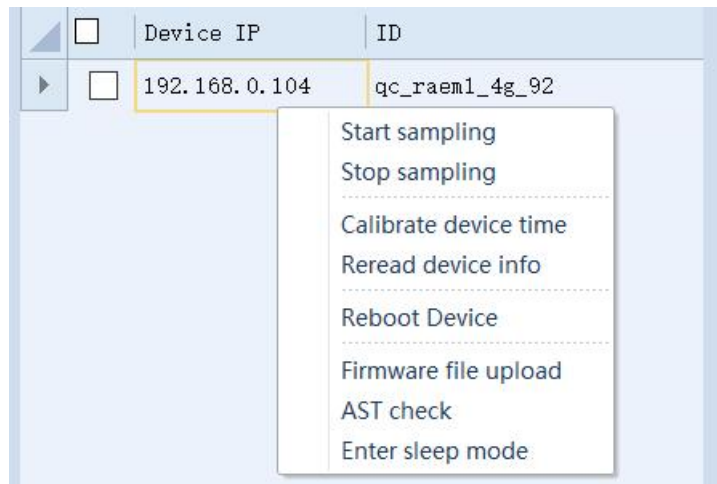 Device IP ID
192.168.0.104 qc_raem1_4g_92
Start sampling
Stop sampling
Calibrate device time
Reread device info
Reboot Device
Firmware file upload
AST check
Enter sleep mode